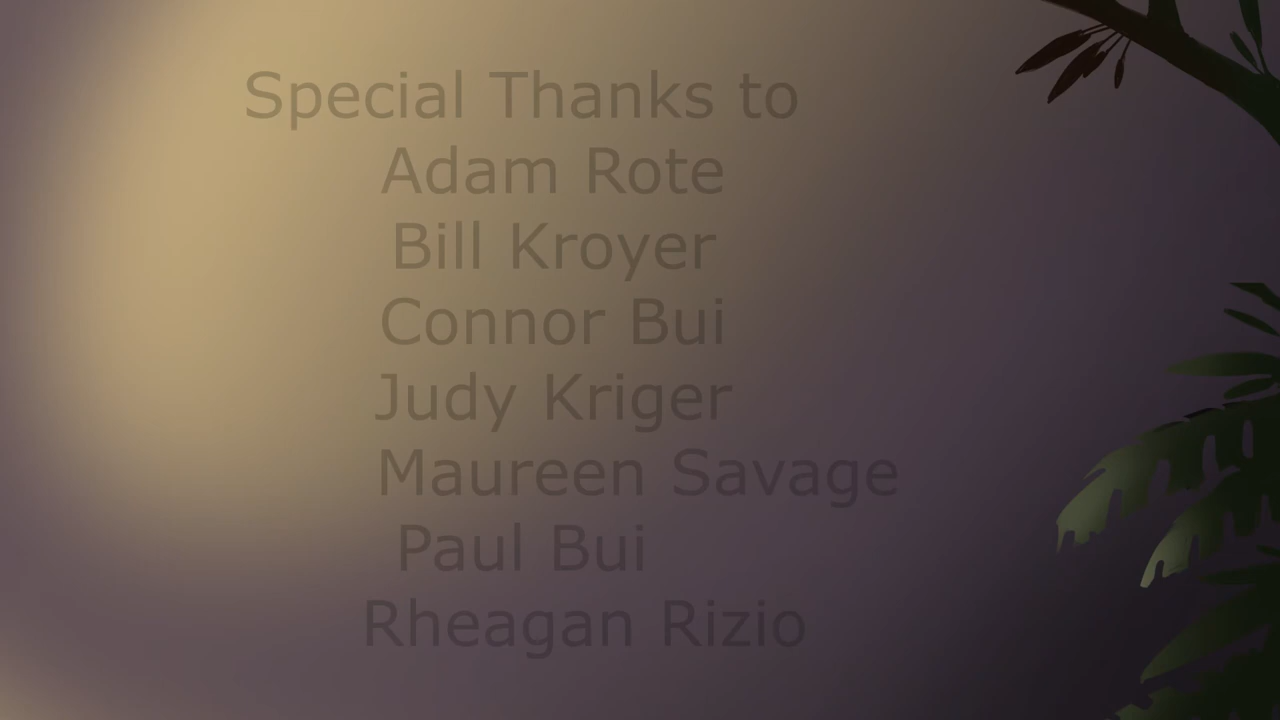 Special Thanks to
Adam Rote
Bill Kroyer
Connor Bui
Judy Kriger
Maureen Savage
Paul Bui
Rheagan Rizio